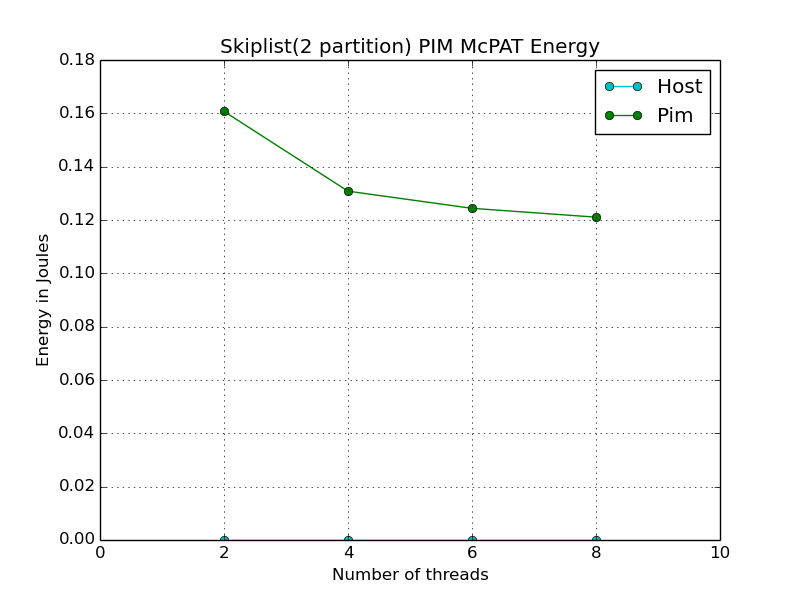 Skiplist(2 partition) PIM McPAT Energy
Host
Pim
Energy in Joules
0.18
0.16
0.14
0.12
0.10
0.08
0.06
0.04
0.02
0.00
0 2 4 6 8 10
Number of threads